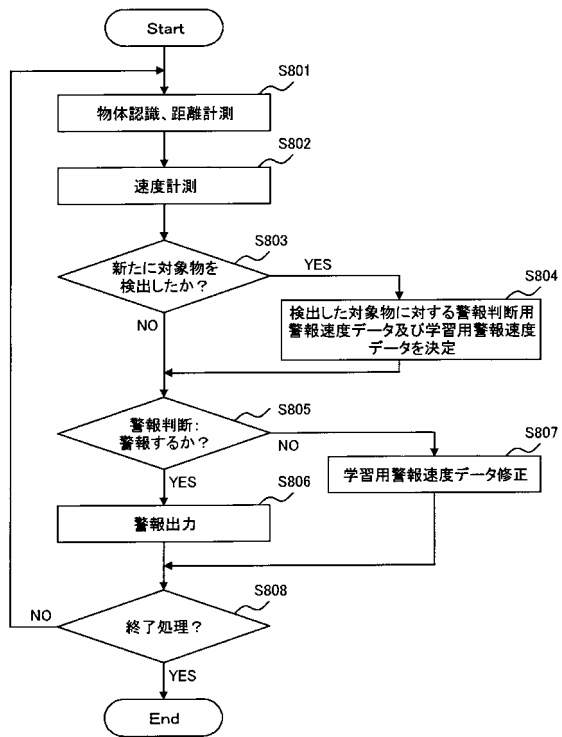 Start
S801
物体認識、距離計測
S802
速度計測
S803
新たに対象物を
検出したか？
YES
NO
S804
検出した対象物に対する警報判断用
警報速度データ及び学習用警報速度
データを決定
S805
警報判断：
警報するか？
NO
YES
S807
学習用警報速度データ修正
S806
警報出力
S808
終了処理？
NO
YES
End